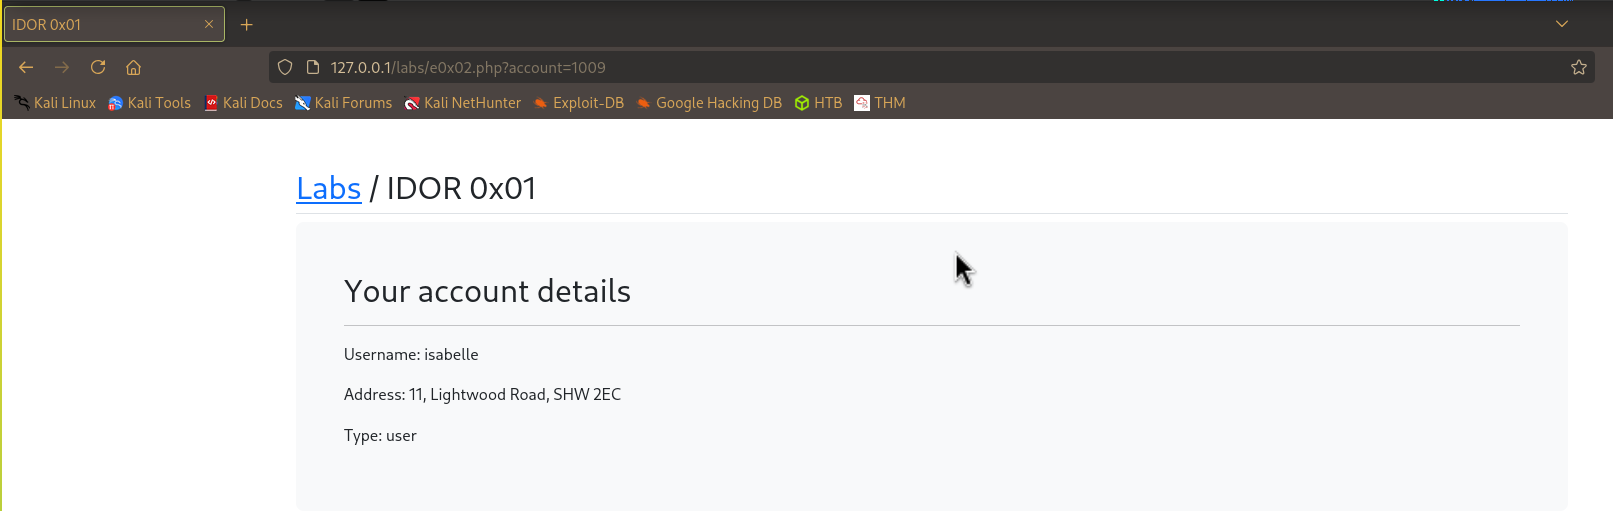 IDOR 0x01
127.0.0.1/labs/e0x02.php?account=1009
Kali Linux Kali Tools Kali Docs Kali Forums Kali NetHunter Exploit-DB Google Hacking DB HTB THM
Labs / IDOR 0x01
Your account details
Username: isabelle
Address: 11, Lightwood Road, SHW 2EC
Type: user